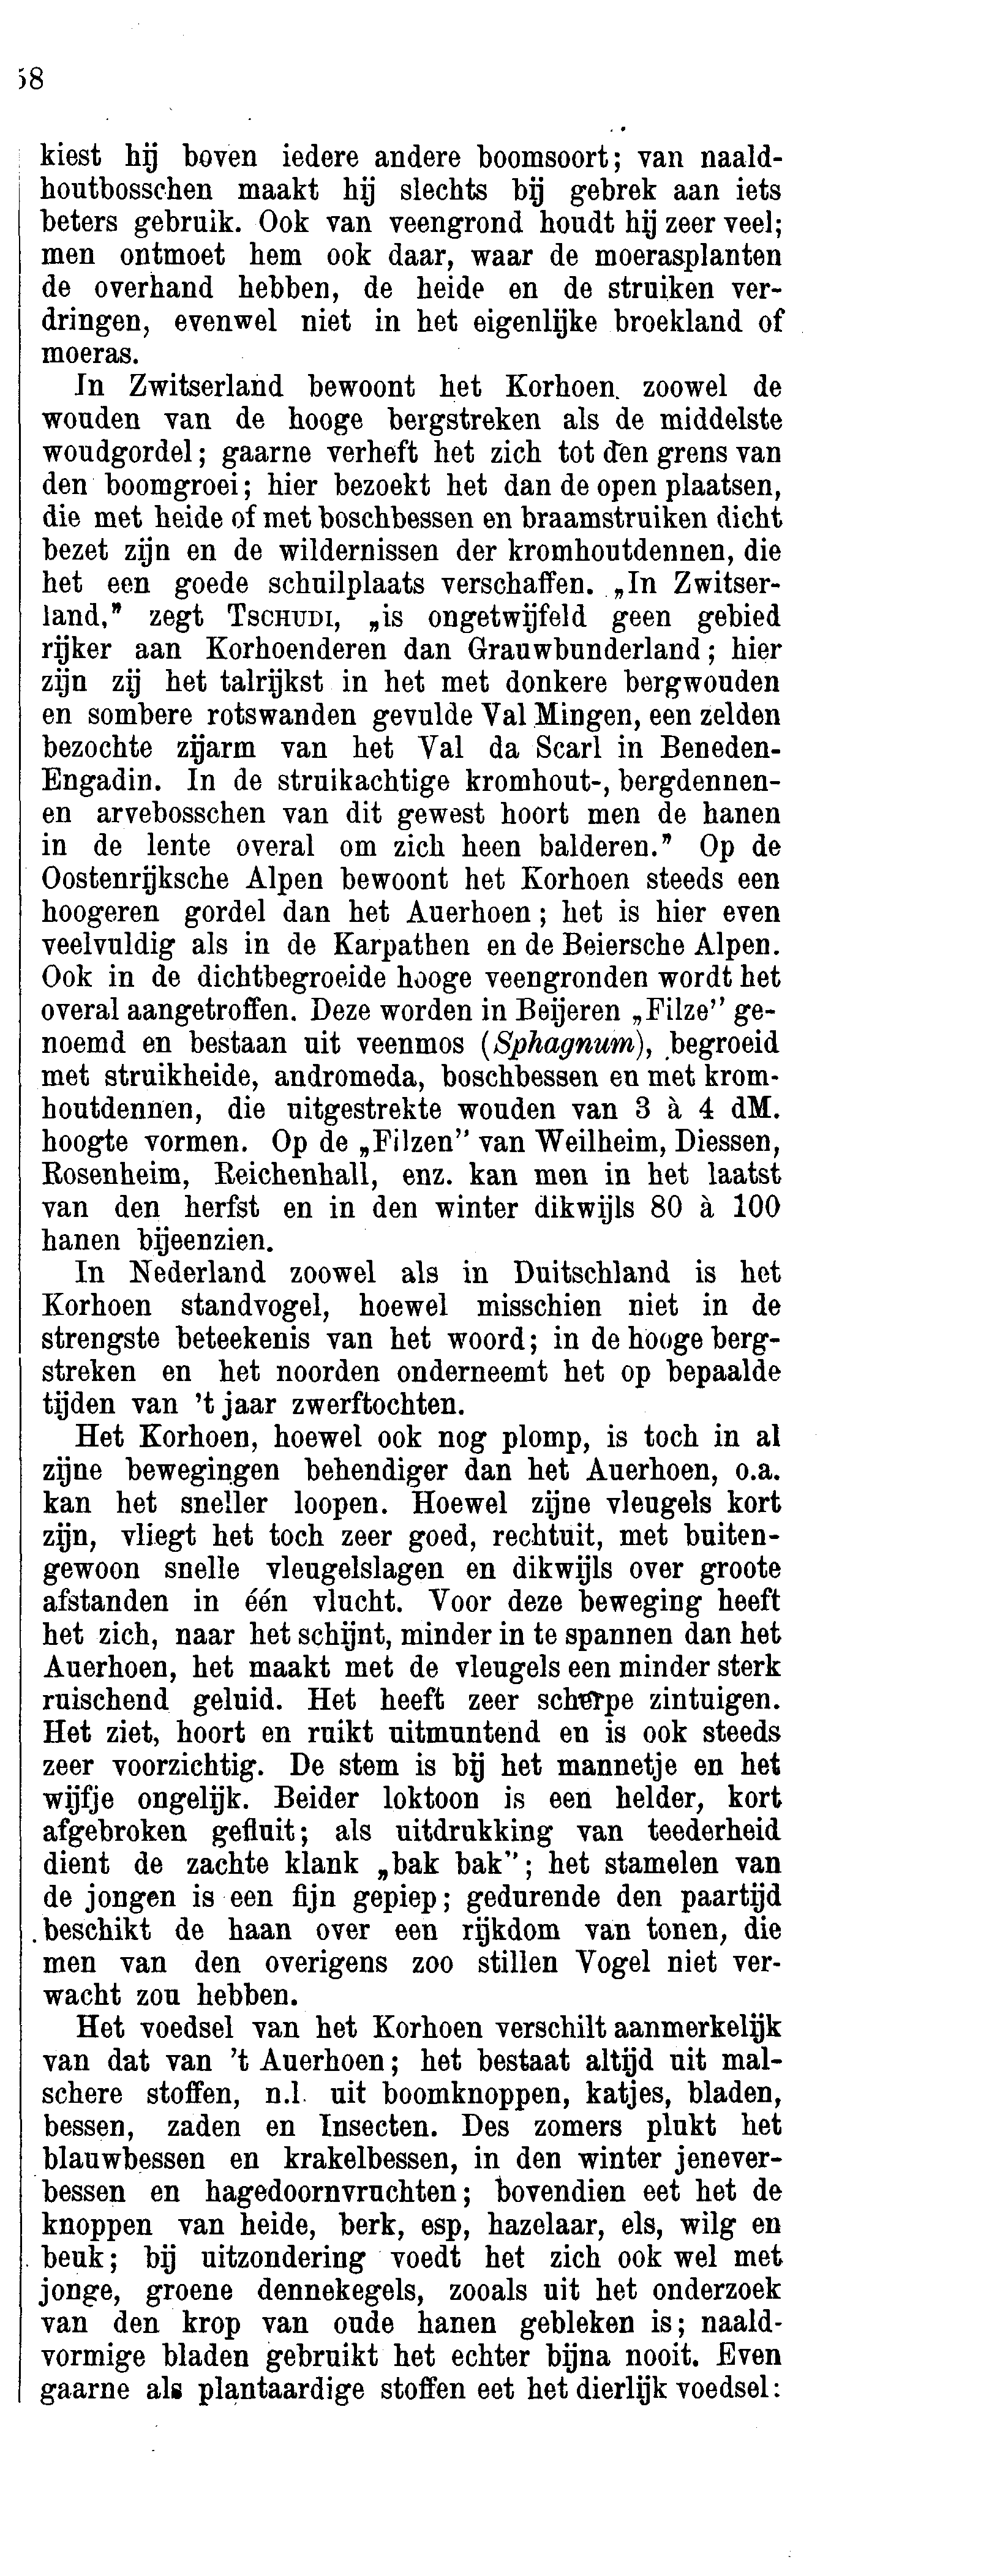 58
kiest hij boven iedere andere boomsoort; van naald-
houtbosschen maakt hij slechts bij gebrek aan iets
beters gebruik. Ook van veengrond houdt hij zeer veel;
men ontmoet hem ook daar, waar de moerasplanten
de overhand hebben, de heide en de struiken ver-
dringen, evenwel niet in het eigenlijke broekland of
moeras.
In Zwitserland bewoont het Korhoen zoowel de
wouden van de hooge bergstreken als de middelste
woudgordel; gaarne verheft het zich tot den grens van
den boomgroei; hier bezoekt het dan de open plaatsen,
die met heide of met boschbessen en braamstruiken dicht
bezet zijn en de wildernissen der kromhoutdennen, die
het een goede schuilplaats verschaffen. „In Zwitser-
land,” zegt TSCHUDI, „is ongetwijfeld geen gebied
rijker aan Korhoenderen dan Grauwbunderland; hier
zijn zij het talrijkst in het met donkere bergwouden
en sombere rotswanden gevulde Val Mingen, een zelden
bezochte zijarm van het Val da Scarl in Beneden-
Engadin. In de struikachtige kromhout-, bergdennen-
en arvebosschen van dit gewest hoort men de hanen
in de lente overal om zich heen balderen.” Op de
Oostenrijksche Alpen bewoont het Korhoen steeds een
hoogeren gordel dan het Auerhoen; het is hier even
veelvuldig als in de Karpathen en de Beiersche Alpen.
Ook in de dichtbegroeide hooge veengronden wordt het
overal aangetroffen. Deze worden in Beijeren „Filze” ge-
noemd en bestaan uit veenmos (Sphagnum), begroeid
met struikheide, andromeda, boschbessen en met krom-
houtdennen, die uitgestrekte wouden van 3 à 4 dM.
hoogte vormen. Op de „Filzen” van Weilheim, Diessen,
Rosenheim, Reichenhall, enz. kan men in het laatst
van den herfst en in den winter dikwijls 80 à 100
hanen bijeenzien.
In Nederland zoowel als in Duitschland is het
Korhoen standvogel, hoewel misschien niet in de
strengste beteekenis van het woord; in de hooge berg-
streken en het noorden onderneemt het op bepaalde
tijden van ’t jaar zwerftochten.
Het Korhoen, hoewel ook nog plomp, is toch in al
zijne bewegingen behendiger dan het Auerhoen, o.a.
kan het sneller loopen. Hoewel zijne vleugels kort
zijn, vliegt het toch zeer goed, rechtuit, met buiten-
gewoon snelle vleugelslagen en dikwijls over groote
afstanden in één vlucht. Voor deze beweging heeft
het zich, naar het schijnt, minder in te spannen dan het
Auerhoen, het maakt met de vleugels een minder sterk
ruischend geluid. Het heeft zeer scherpe zintuigen.
Het ziet, hoort en ruikt uitmuntend en is ook steeds
zeer voorzichtig. De stem is bij het mannetje en het
wijfje ongelijk. Beider loktoon is een helder, kort
afgebroken gefluit; als uitdrukking van teederheid
dient de zachte klank „bak bak”; het stamelen van
de jongen is een fijn gepiep; gedurende den paartijd
beschikt de haan over een rijkdom van tonen, die
men van den overigens zoo stillen Vogel niet ver-
wacht zou hebben.
Het voedsel van het Korhoen verschilt aanmerkelijk
van dat van ’t Auerhoen; het bestaat altijd uit mal-
schere stoffen, n.l. uit boomknoppen, katjes, bladen,
bessen, zaden en Insecten. Des zomers plukt het
blauwbessen en krakelbessen, in den winter jenever-
bessen en hagedoornvruchten; bovendien eet het de
knoppen van heide, berk, esp, hazelaar, els, wilg en
beuk; bij uitzondering voedt het zich ook wel met
jonge, groene dennekegels, zooals uit het onderzoek
van den krop van oude hanen gebleken is; naald-
vormige bladen gebruikt het echter bijna nooit. Even
gaarne als plantaardige stoffen eet het dierlijk voedsel: